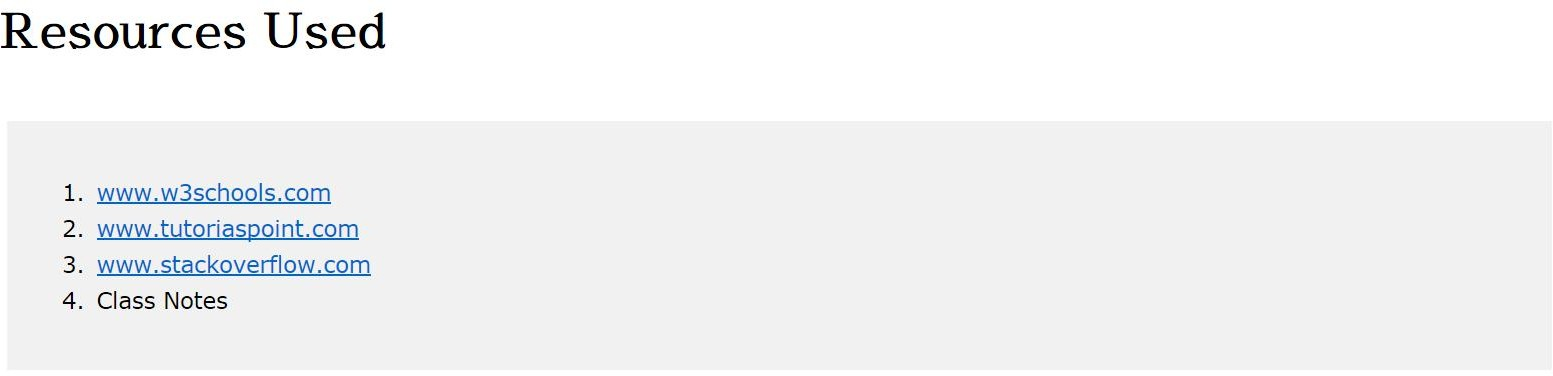 Resources Used
1. www.w3schools.com
2. www.tutoriaspoint.com
3. www.stackoverflow.com
4. Class Notes